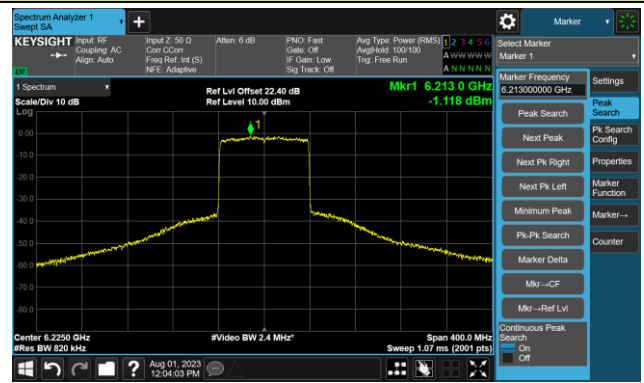 Spectrum Analyzer 1
Swept SA
+
Marker
KEYSIGHT
Input: RF
Coupling: AC
Align: Auto
Input Z: 50 Ω
Corr CCorr
Freq Ref: Int (S)
NFE: Adaptive
Atten: 6 dB
PNO: Fast
Gate: Off
IF Gain: Low
Sig Track: Off
Avg Type: Power (RMS)
Avg|Hold: 100/100
Trig: Free Run
1 2 3 4 5 6
A W W W W W
A N N N N N
LV
Select Marker
Marker 1
1 Spectrum
Scale/Div 10 dB
Log
Ref Lvl Offset 22.40 dB
Ref Level 10.00 dBm
Mkr1 6.213 0 GHz
-1.118 dBm
1
0.00
-10.0
-20.0
-30.0
-40.0
-50.0
-60.0
-70.0
-80.0
Center 6.2250 GHz
#Res BW 820 kHz
#Video BW 2.4 MHz*
Span 400.0 MHz
Sweep 1.07 ms (2001 pts)
Marker Frequency
6.213000000 GHz
Peak Search
Next Peak
Next Pk Right
Next Pk Left
Minimum Peak
Pk-Pk Search
Marker Delta
Mkr→CF
Mkr→Ref Lvl
Continuous Peak
Search
On
Off
Settings
Peak
Search
Pk Search
Config
Properties
Marker
Function
Marker→
Counter
?
Aug 01, 2023
12:04:03 PM